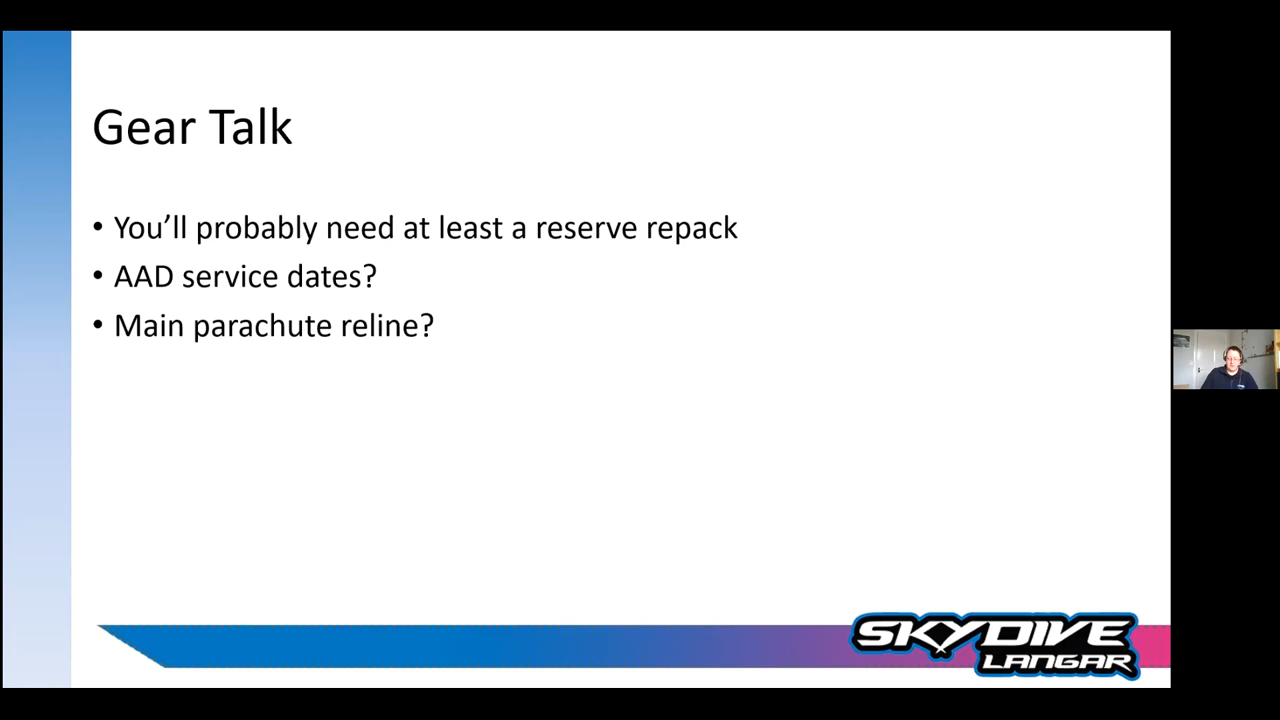 Gear Talk
• You’ll probably need at least a reserve repack
• AAD service dates?
• Main parachute reline?
SKYDIVE
LANGAR